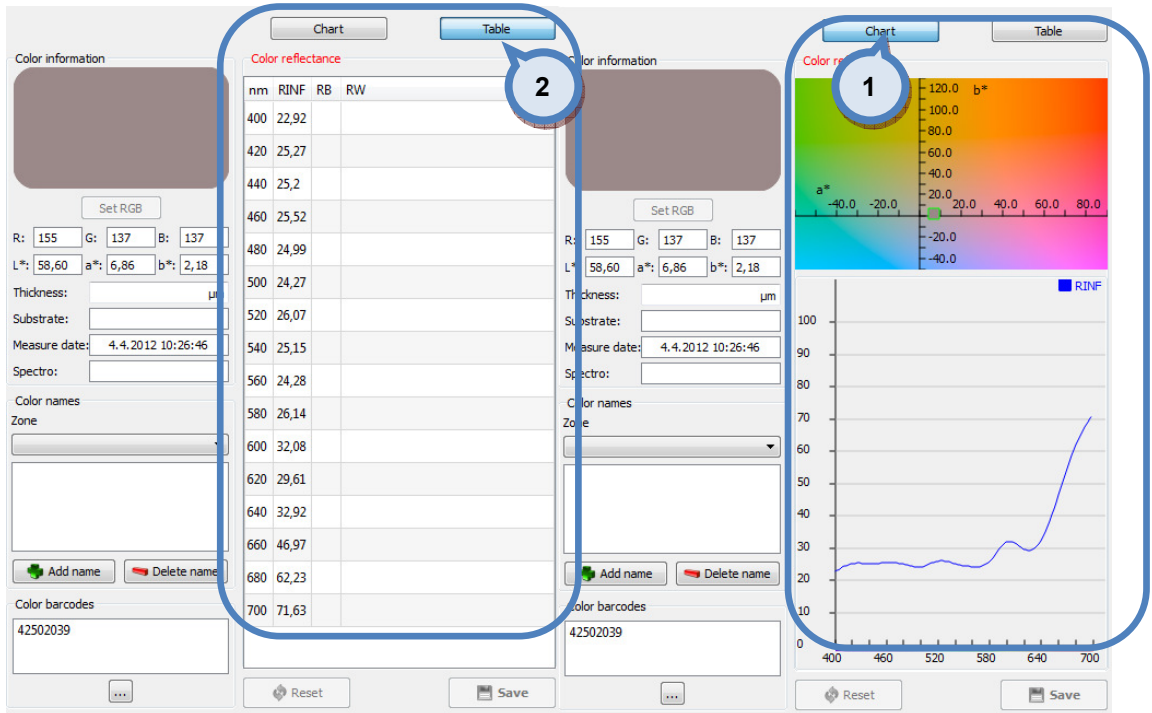 Chart Table
Color information
Set RGB
R: 155 G: 137 B: 137
L*: 58,60 a*: 6,86 b*: 2,18
Thickness: μm
Substrate:
Measure date: 4.4.2012 10:26:46
Spectro:
Color names
Zone
Add name Delete name
Color barcodes
42502039
...
Color reflectance
nm RINF RB RW
400 22,92
420 25,27
440 25,2
460 25,52
480 24,99
500 24,27
520 26,07
540 25,15
560 24,28
580 26,14
600 32,08
620 29,61
640 32,92
660 46,97
680 62,23
700 71,63
Reset Save
2
Color information
Set RGB
R: 155 G: 137 B: 137
L*: 58,60 a*: 6,86 b*: 2,18
Thickness: μm
Substrate:
Measure date: 4.4.2012 10:26:46
Spectro:
Color names
Zone
Add name Delete name
Color barcodes
42502039
...
Chart Table
1
Color
120.0 b*
100.0
80.0
60.0
40.0
20.0
a*
-40.0 -20.0 20.0 40.0 60.0 80.0
-20.0
-40.0
RINF
100
90
80
70
60
50
40
30
20
10
0
400 460 520 580 640 700
Reset Save